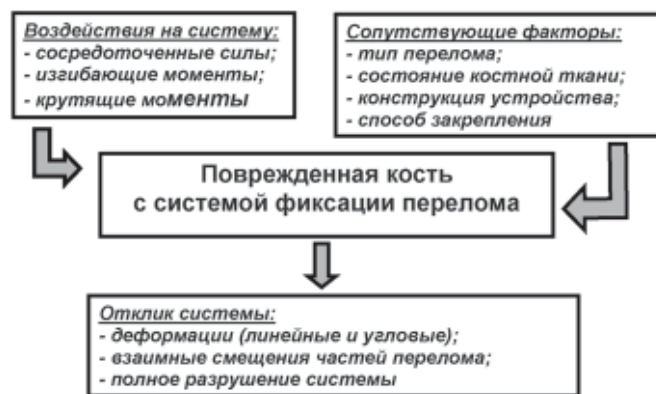 Воздействия на систему:
- сосредоточенные силы;
- изгибающие моменты;
- крутящие моменты
Сопутствующие факторы:
- тип перелома;
- состояние костной ткани;
- конструкция устройства;
- способ закрепления
Поврежденная кость
с системой фиксации перелома
Отклик системы:
- деформации (линейные и угловые);
- взаимные смещения частей перелома;
- полное разрушение системы